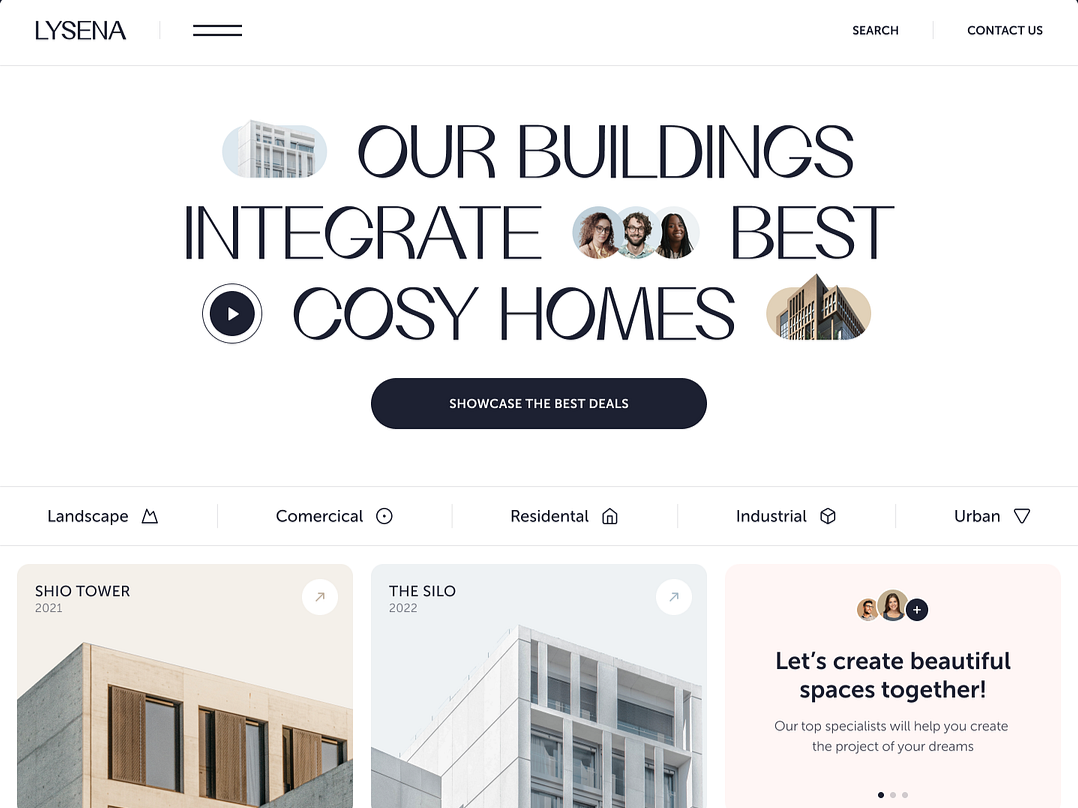 LYSENA
SEARCH
CONTACT US
OUR BUILDINGS
INTEGRATE BEST
COSY HOMES
SHOWCASE THE BEST DEALS
Landscape
Comercical
Residental
Industrial
Urban
SHIO TOWER
2021
THE SILO
2022
Let’s create beautiful
spaces together!
Our top specialists will help you create
the project of your dreams